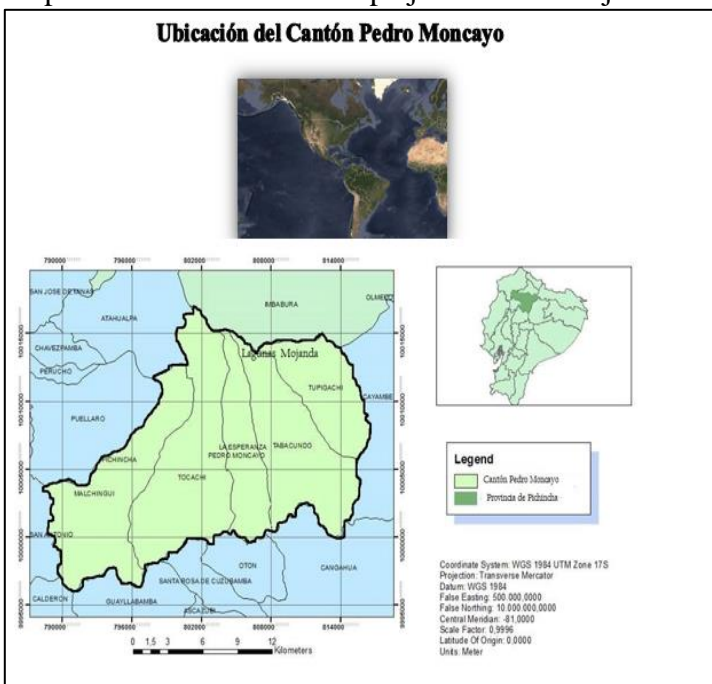 Ubicación del Cantón Pedro Moncayo
790000 796000 802000 808000 814000
SAN JOSE DE MINAS
IMBABURA
OLMEDO
ATAHUALPA
CHAVEZPAMBA
PERUCHO
Lagunas Mojanda
TUPIGACHI
CAYAMBE
PUELLARO
LA ESPERANZA
TABACUNDO
PICHINCHA
PEDRO MONCAYO
TOCACHI
MALCHINGUI
SAN ANTONIO
OTON
CANGAHUA
SANTA ROSA DE CUZUBAMBA
CALDERON
GUAYLLABAMBA
ASCAZUBI
790000 796000 802000 808000 814000
0 1,5 3 6 9 12
Kilometers
Legend
Cantón Pedro Moncayo
Provincia de Pichincha
Coordinate System: WGS 1984 UTM Zone 17S
Projection: Transverse Mercator
Datum: WGS 1984
False Easting: 500.000,0000
False Northing: 10.000.000,0000
Central Meridian: -81,0000
Scale Factor: 0,9996
Latitude Of Origin: 0,0000
Units: Meter